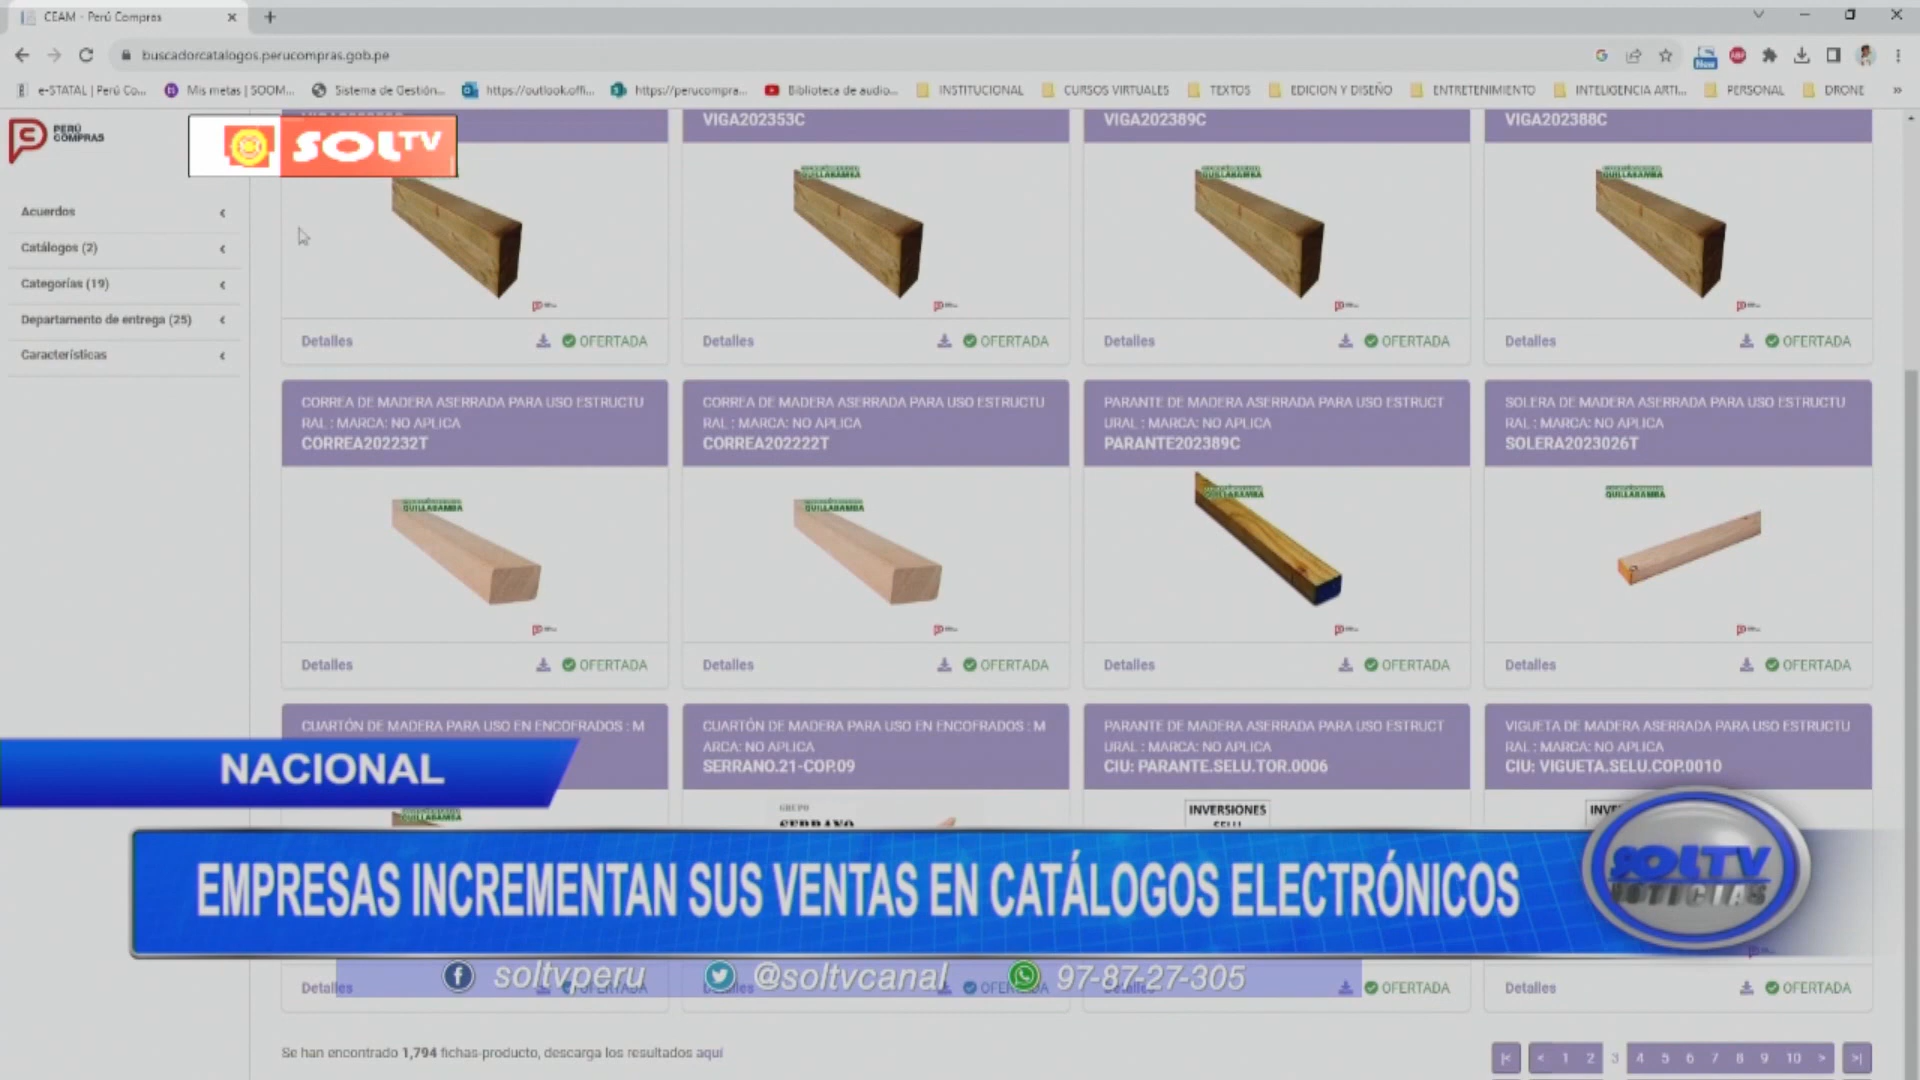 CEAM - Perú Compras
buscadorcatalogos.perucompras.gob.pe
e-STATAL | Perú Co...
Mis metas | SOOM...
Sistema de Gestión...
https://outlook.offi...
https://perucompra...
Biblioteca de audio...
INSTITUCIONAL
CURSOS VIRTUALES
TEXTOS
EDICION Y DISEÑO
ENTRETENIMIENTO
INTELIGENCIA ARTI...
PERSONAL
DRONE
PERÚ
COMPRAS
SOLTV
Acuerdos
Catálogos (2)
Categorías (19)
Departamento de entrega (25)
Características
VIGA202353C
VIGA202389C
VIGA202388C
QUILLABAMBA
QUILLABAMBA
QUILLABAMBA
QUILLABAMBA
Detalles OFERTADA
Detalles OFERTADA
Detalles OFERTADA
Detalles OFERTADA
CORREA DE MADERA ASERRADA PARA USO ESTRUCTU
RAL : MARCA: NO APLICA
CORREA202232T
CORREA DE MADERA ASERRADA PARA USO ESTRUCTU
RAL : MARCA: NO APLICA
CORREA202222T
PARANTE DE MADERA ASERRADA PARA USO ESTRUCT
URAL : MARCA: NO APLICA
PARANTE202389C
SOLERA DE MADERA ASERRADA PARA USO ESTRUCTU
RAL : MARCA: NO APLICA
SOLERA2023026T
QUILLABAMBA
QUILLABAMBA
QUILLABAMBA
QUILLABAMBA
Detalles OFERTADA
Detalles OFERTADA
Detalles OFERTADA
Detalles OFERTADA
CUARTÓN DE MADERA PARA USO EN ENCOFRADOS : M
CUARTÓN DE MADERA PARA USO EN ENCOFRADOS : M
ARCA: NO APLICA
SERRANO.21-COP.09
PARANTE DE MADERA ASERRADA PARA USO ESTRUCT
URAL : MARCA: NO APLICA
CIU: PARANTE.SELU.TOR.0006
VIGUETA DE MADERA ASERRADA PARA USO ESTRUCTU
RAL : MARCA: NO APLICA
CIU: VIGUETA.SELU.COP.0010
NACIONAL
QUILLABAMBA
GRUPO
SERRANO
INVERSIONES
EMPRESAS INCREMENTAN SUS VENTAS EN CATÁLOGOS ELECTRÓNICOS
SOLTV
NOTICIAS
soltvperu
@soltvcanal
97-87-27-305
Detalles
OFERTADA
Detalles OFERTADA
Se han encontrado 1,794 fichas-producto, descarga los resultados aquí
|< < 1 2 3 4 5 6 7 8 9 10 > >|